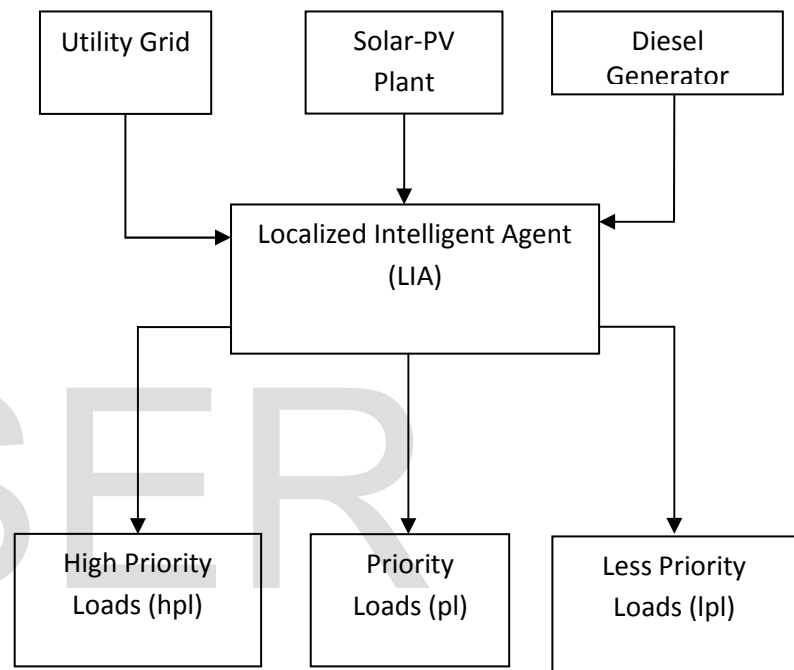 Utility Grid
Solar-PV
Plant
Diesel
Generator
Localized Intelligent Agent
(LIA)
SER
High Priority
Loads (hpl)
Priority
Loads (pl)
Less Priority
Loads (lpl)